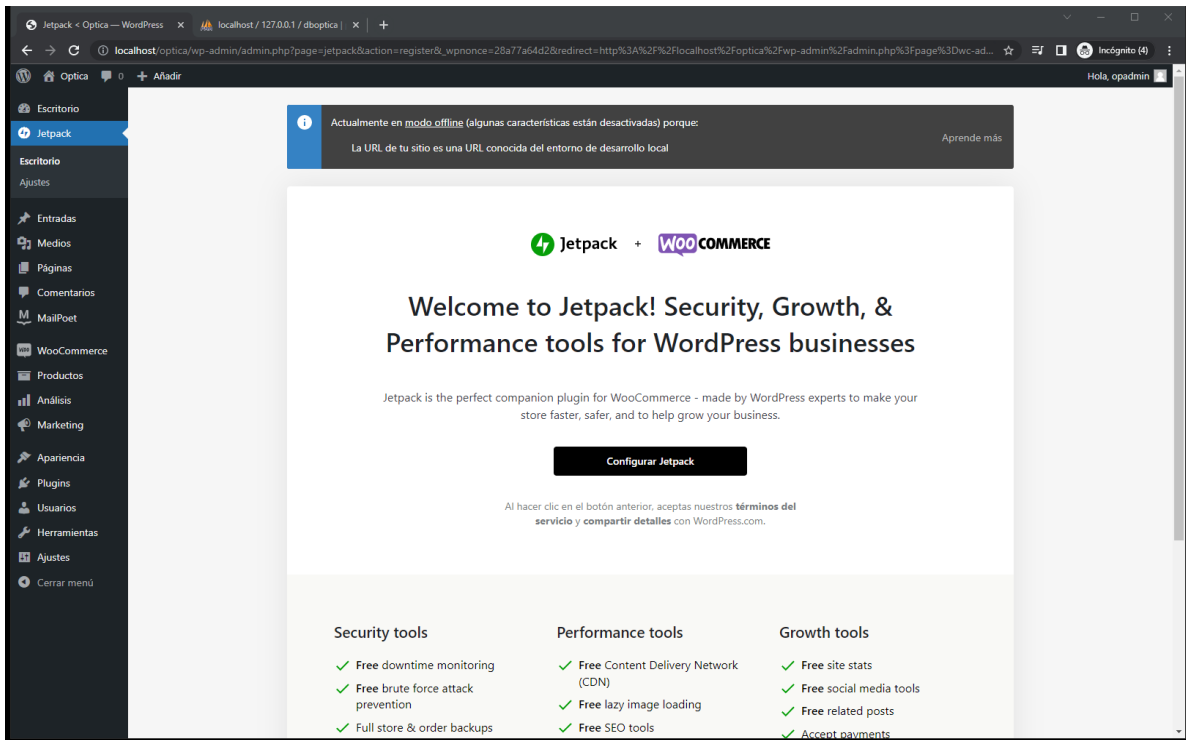 Jetpack < Optica — WordPress
localhost / 127.0.0.1 / dboptica |
localhost/optica/wp-admin/admin.php?page=jetpack&action=register&_wpnonce=28a77a64d2&redirect=http%3A%2F%2Flocalhost%2Foptica%2Fwp-admin%2Fadmin.php%3Fpage%3Dwc-ad...
Incógnito (4)
Optica
0
Añadir
Hola, opadmin
Escritorio
Jetpack
Escritorio
Ajustes
Entradas
Medios
Páginas
Comentarios
MailPoet
WooCommerce
Productos
Análisis
Marketing
Apariencia
Plugins
Usuarios
Herramientas
Ajustes
Cerrar menú
Actualmente en modo offline (algunas características están desactivadas) porque:
La URL de tu sitio es una URL conocida del entorno de desarrollo local
Aprende más
Jetpack + WOO COMMERCE
Welcome to Jetpack! Security, Growth, &
Performance tools for WordPress businesses
Jetpack is the perfect companion plugin for WooCommerce - made by WordPress experts to make your
store faster, safer, and to help grow your business.
Configurar Jetpack
Al hacer clic en el botón anterior, aceptas nuestros términos del
servicio y compartir detalles con WordPress.com.
Security tools
Free downtime monitoring
Free brute force attack
prevention
Full store & order backups
Performance tools
Free Content Delivery Network
(CDN)
Free lazy image loading
Free SEO tools
Growth tools
Free site stats
Free social media tools
Free related posts
Accept payments